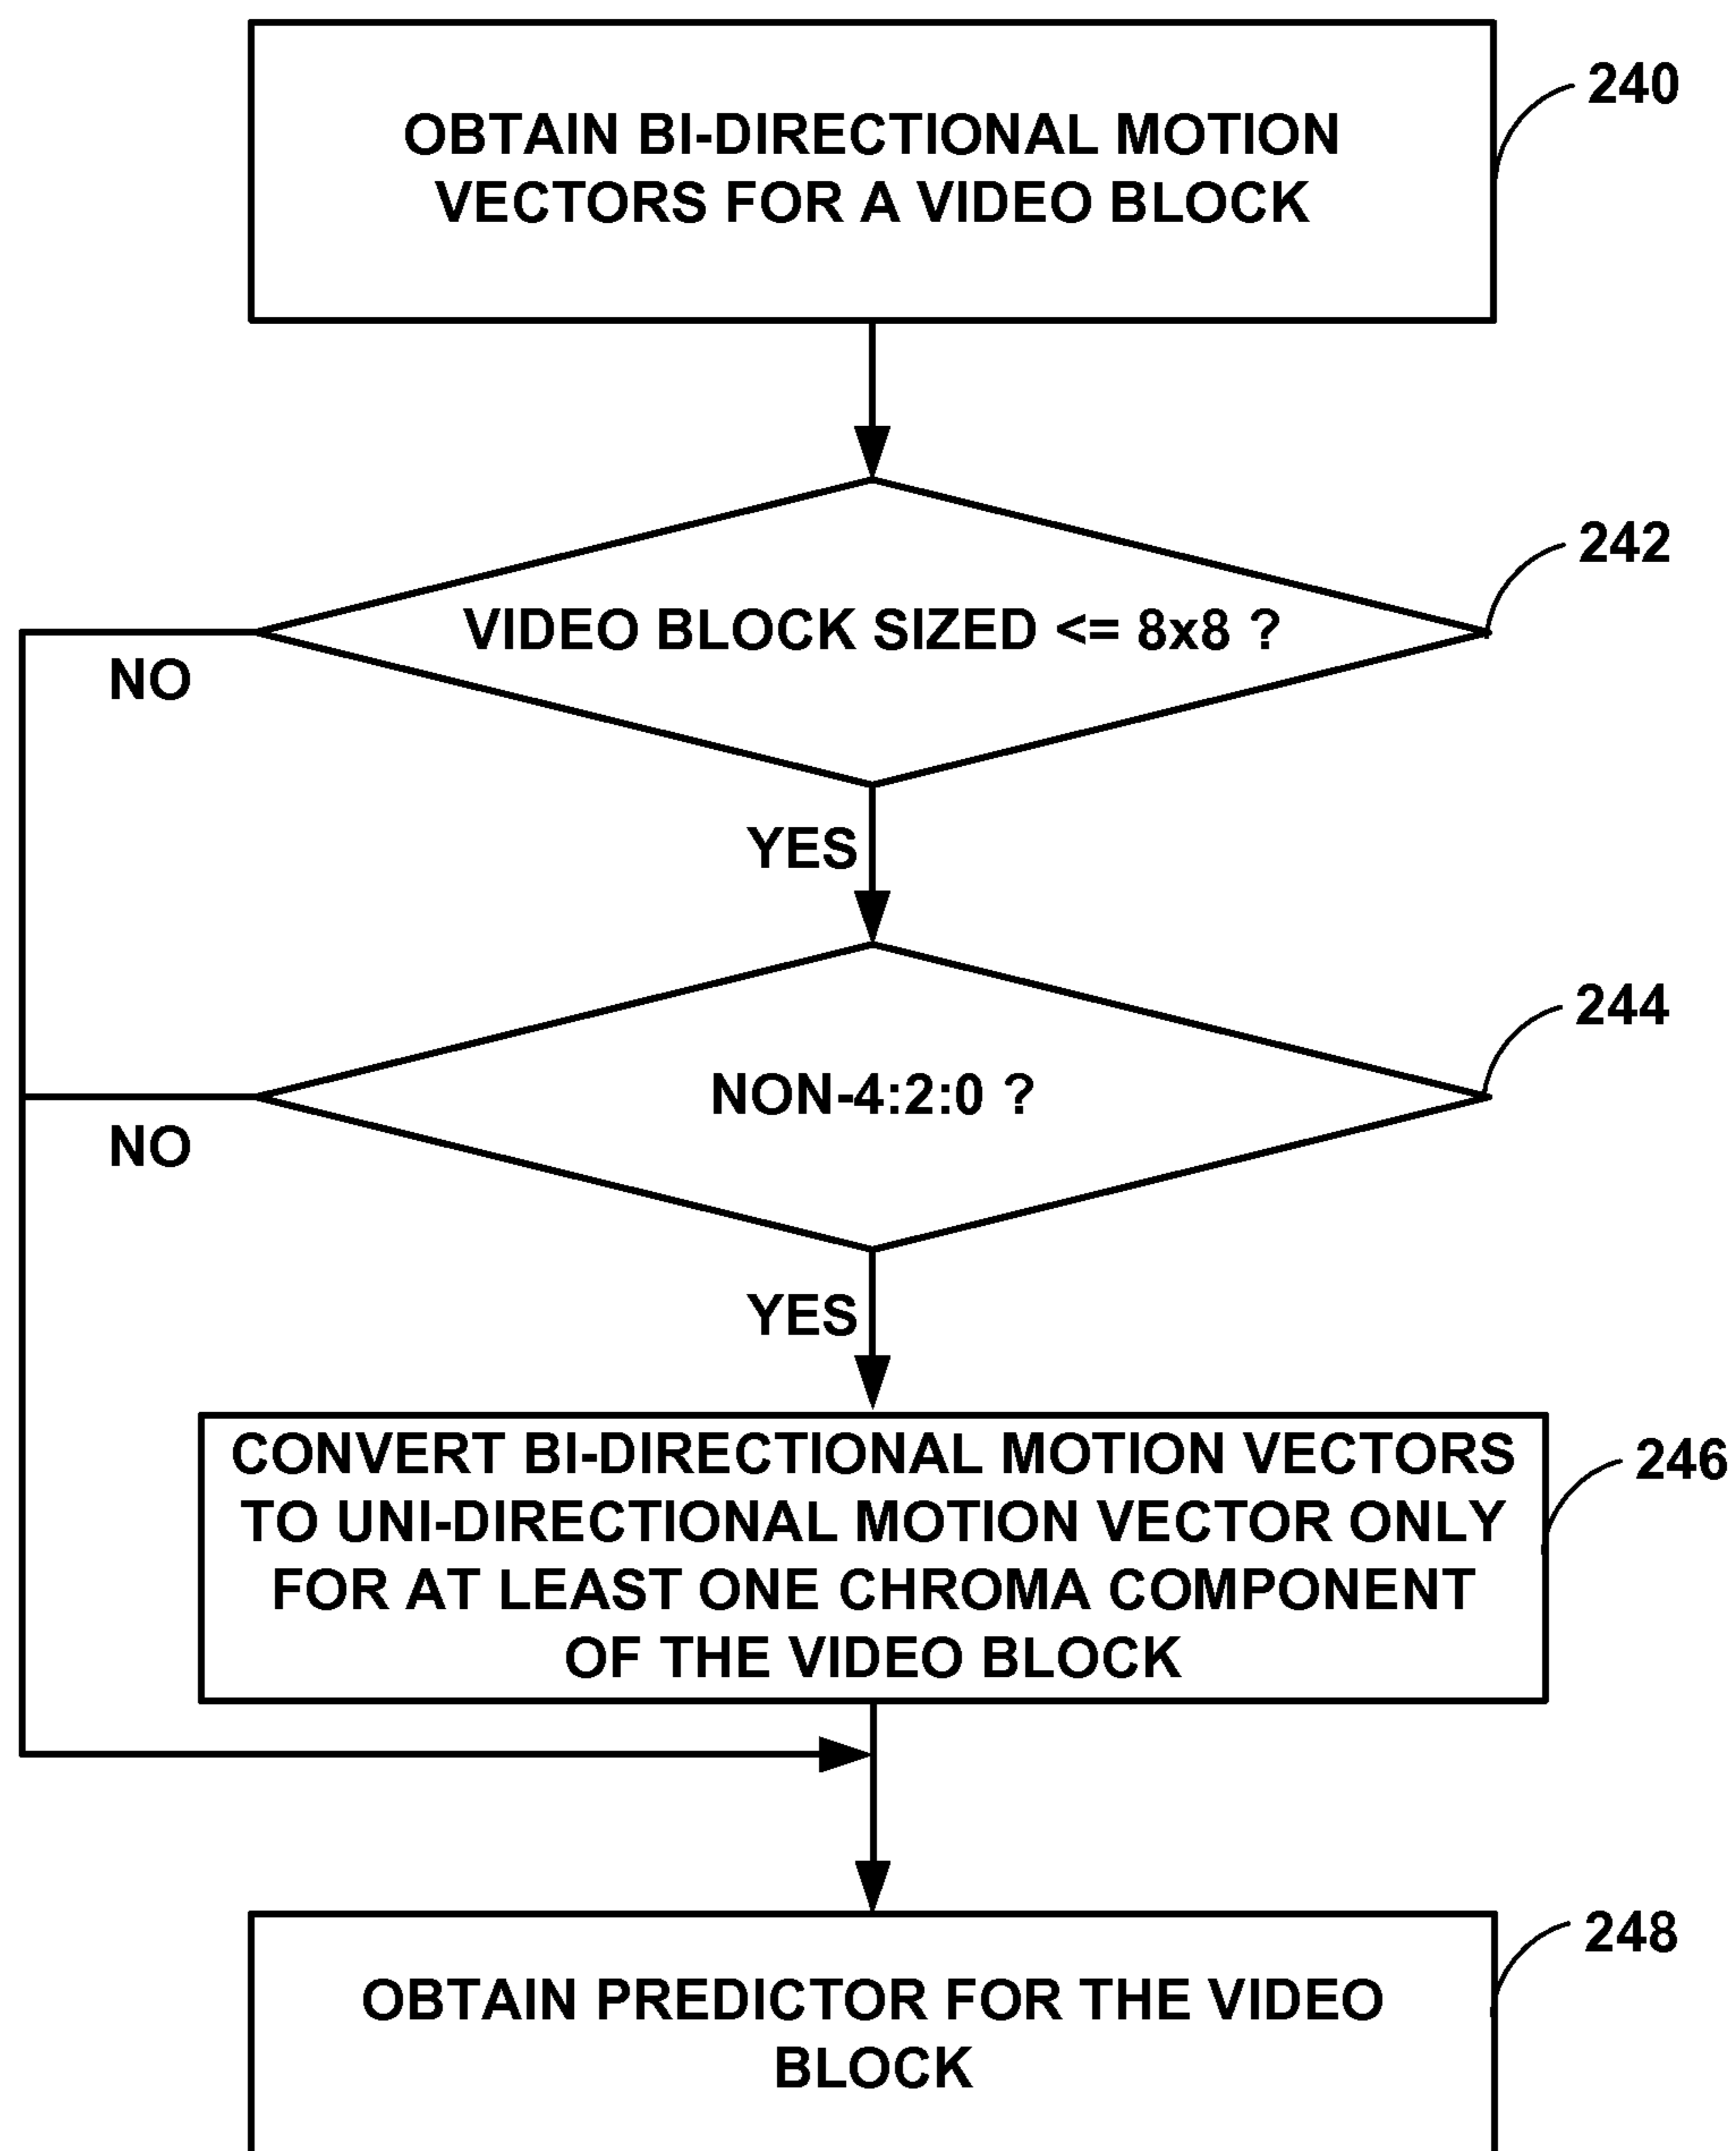 240
OBTAIN BI-DIRECTIONAL MOTION
VECTORS FOR A VIDEO BLOCK
242
VIDEO BLOCK SIZED <= 8x8 ?
NO
YES
244
NON-4:2:0 ?
NO
YES
CONVERT BI-DIRECTIONAL MOTION VECTORS
TO UNI-DIRECTIONAL MOTION VECTOR ONLY
FOR AT LEAST ONE CHROMA COMPONENT
OF THE VIDEO BLOCK
246
248
OBTAIN PREDICTOR FOR THE VIDEO
BLOCK